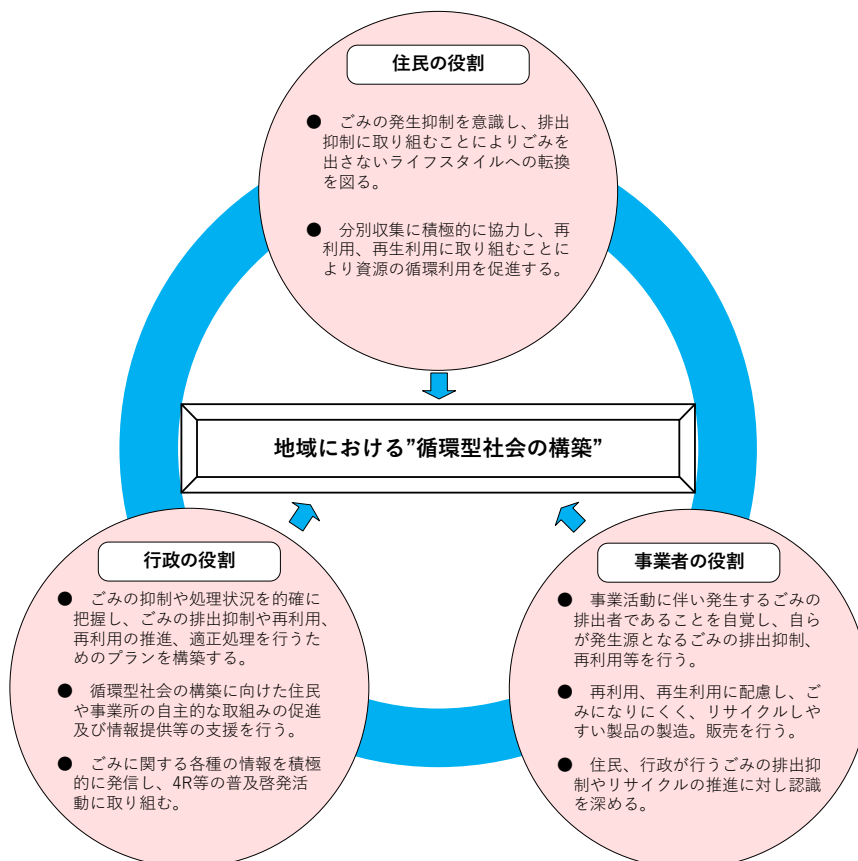 住民の役割
● ごみの発生抑制を意識し、排出
抑制に取り組むことによりごみを
出さないライフスタイルへの転換
を図る。
● 分別収集に積極的に協力し、再
利用、再生利用に取り組むことに
より資源の循環利用を促進する。
地域における”循環型社会の構築”
行政の役割
● ごみの抑制や処理状況を的確に
把握し、ごみの排出抑制や再利用、
再利用の推進、適正処理を行うた
めのプランを構築する。
● 循環型社会の構築に向けた住民
や事業所の自主的な取組みの促進
及び情報提供等の支援を行う。
● ごみに関する各種の情報を積極
的に発信し、4R等の普及啓発活
動に取り組む。
事業者の役割
● 事業活動に伴い発生するごみの
排出者であることを自覚し、自ら
が発生源となるごみの排出抑制、
再利用等を行う。
● 再利用、再生利用に配慮し、ご
みになりにくく、リサイクルしや
すい製品の製造。販売を行う。
● 住民、行政が行うごみの排出抑
制やリサイクルの推進に対し認識
を深める。